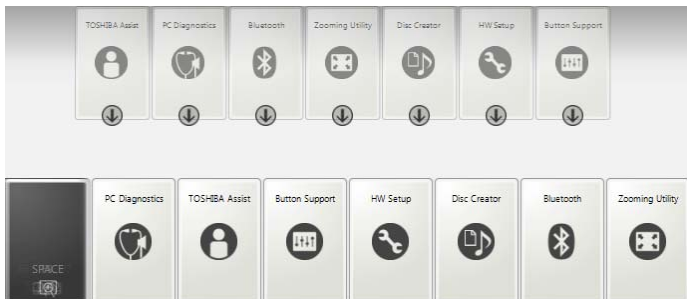 TOSHIBA Assist PC Diagnostics Bluetooth Zooming Utility Disc Creator HW Setup Button Support
PC Diagnostics TOSHIBA Assist Button Support HW Setup Disc Creator Bluetooth Zooming Utility
SPACE